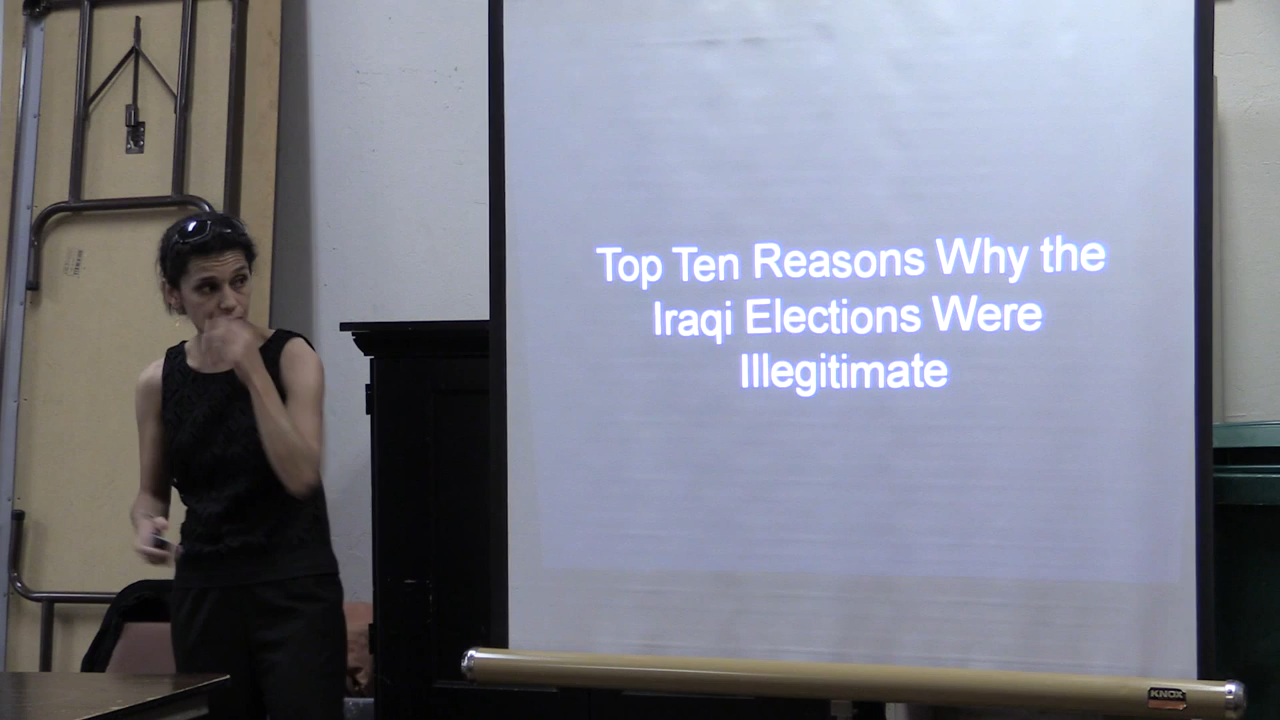 Top Ten Reasons Why the
Iraqi Elections Were
Illegitimate
KNOX